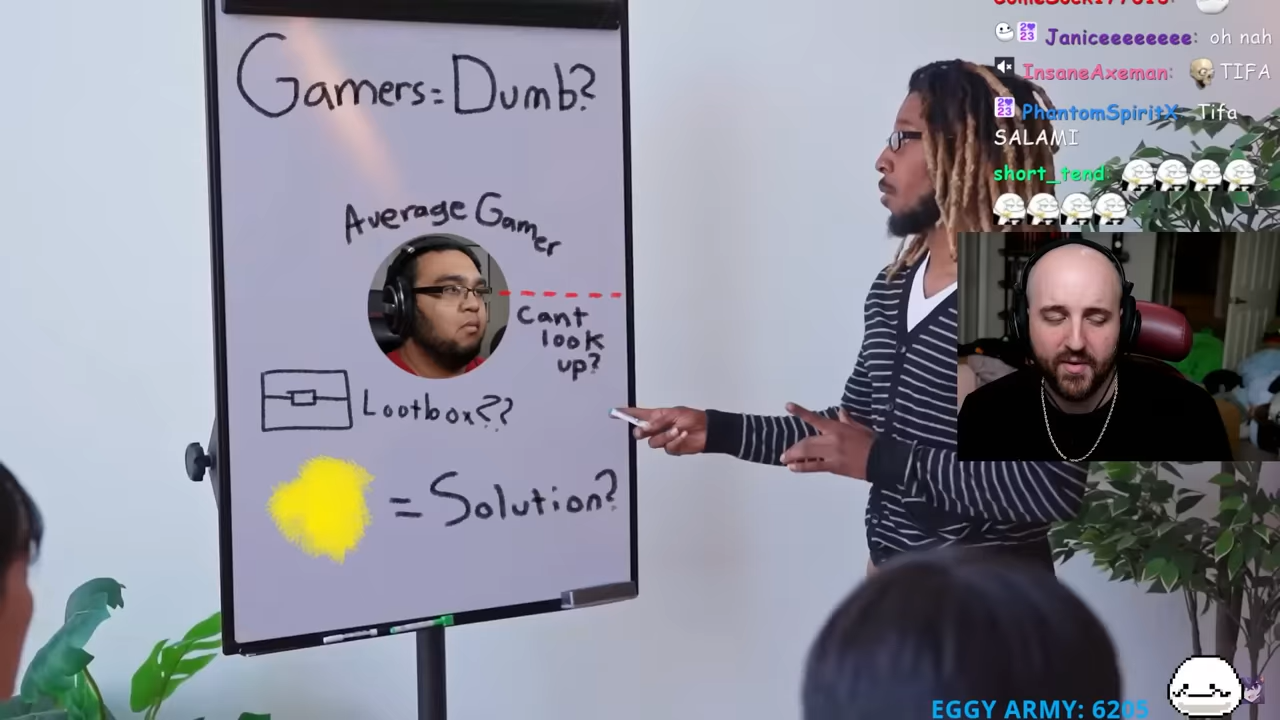 Gamers = Dumb?
Average Gamer
Cant
look
up?
Lootbox??
= Solution?
Janiceeeeeeee: oh nah
InsaneAxeman: TIFA
PhantomSpiritX: Tifa
SALAMI
short_tend:
EGGY ARMY: 6205